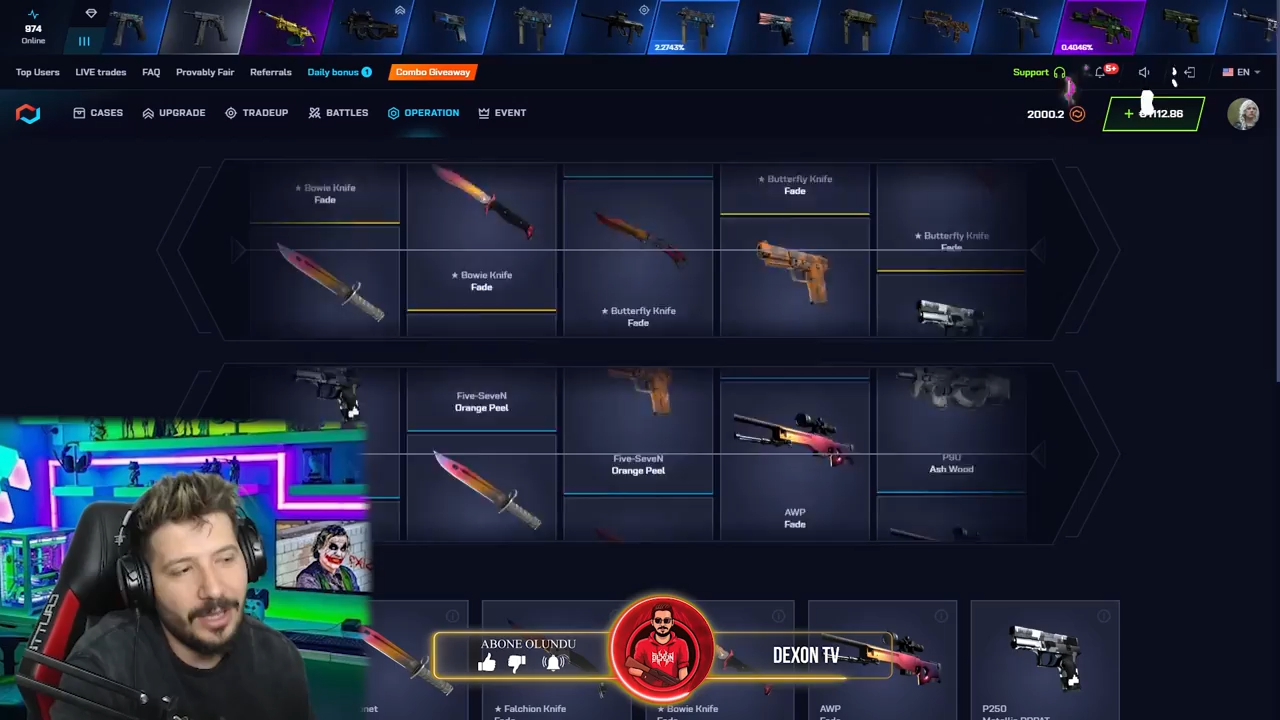 974
Online
2.2743%
0.4046%
Top Users
LIVE trades
FAQ
Provably Fair
Referrals
Daily bonus 1
Combo Giveaway
Support
5+
EN
CASES
UPGRADE
TRADEUP
BATTLES
OPERATION
EVENT
2000.2
★ Bowie Knife
Fade
★ Bowie Knife
Fade
★ Butterfly Knife
Fade
★ Butterfly Knife
Fade
★ Butterfly Knife
Fade
Five-SeveN
Orange Peel
Five-SeveN
Orange Peel
AWP
Fade
P90
Ash Wood
ABONE OLUNDU
DEXON TV
★ Falchion Knife
★ Bowie Knife
AWP
P250